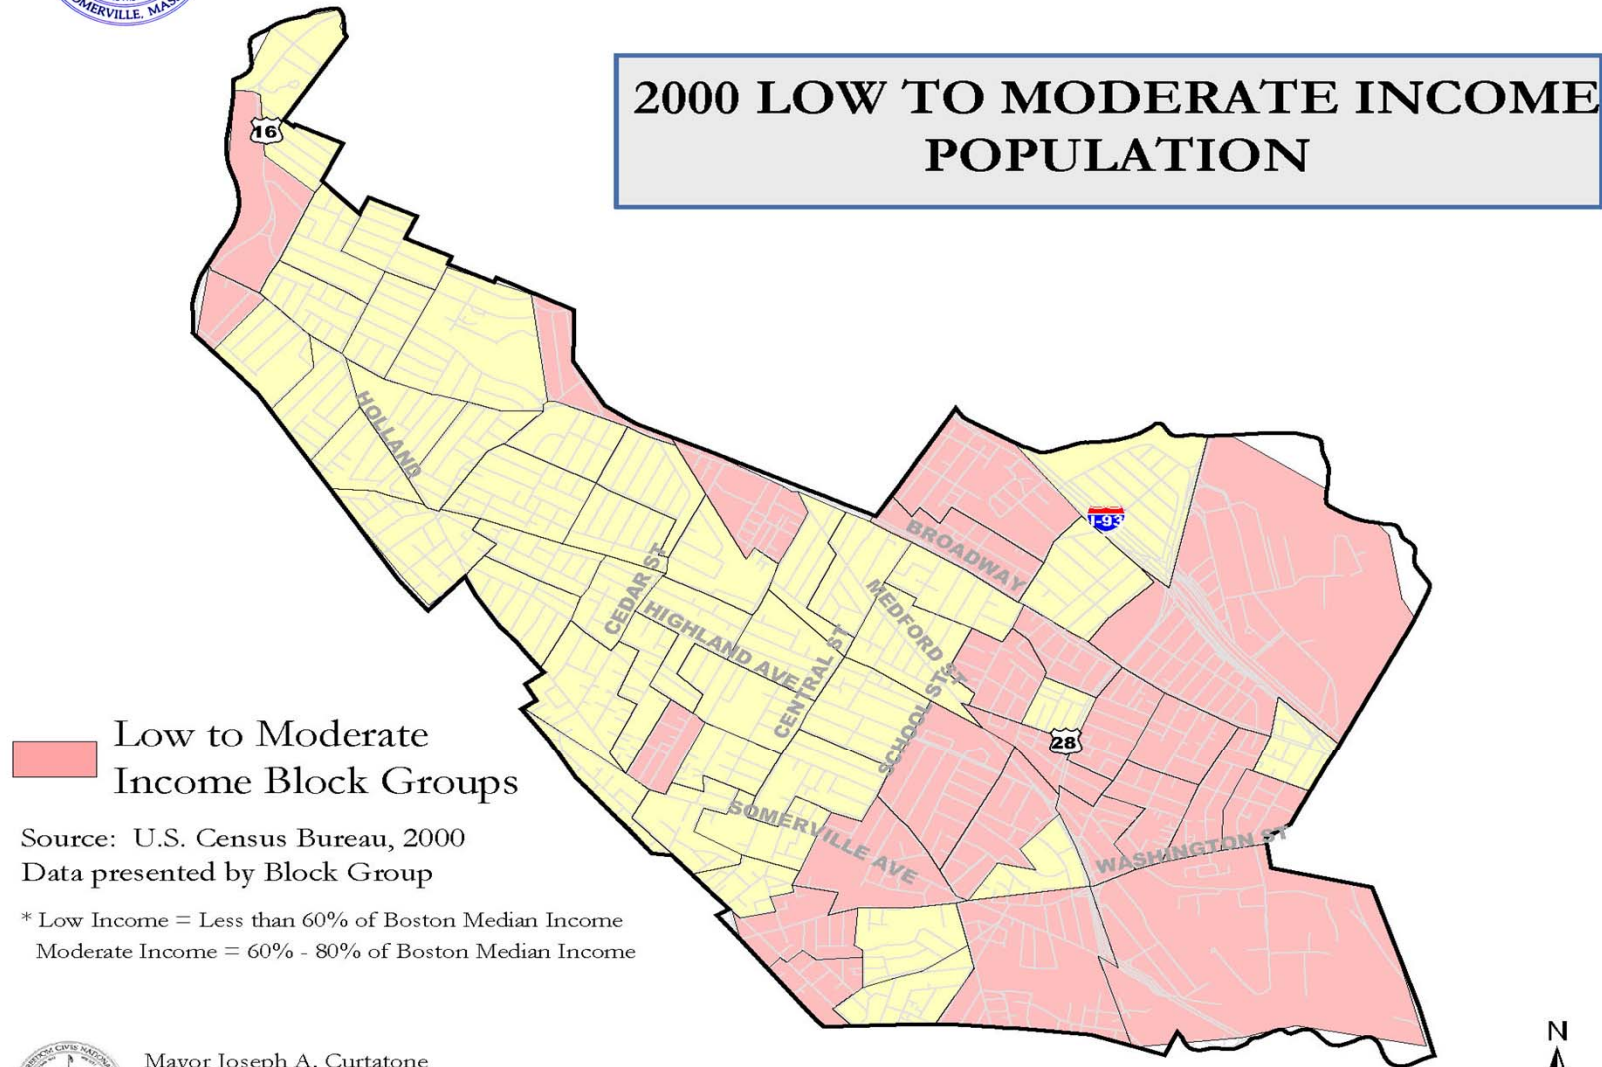 SOMERVILLE, MASS
2000 LOW TO MODERATE INCOME
POPULATION
16
HOLLAND
I-93
BROADWAY
CEDAR ST
MEDFORD ST
HIGHLAND AVE
CENTRAL ST
SCHOOL ST
28
SOMERVILLE AVE
WASHINGTON ST
Low to Moderate
Income Block Groups
Source: U.S. Census Bureau, 2000
Data presented by Block Group
* Low Income = Less than 60% of Boston Median Income
Moderate Income = 60% - 80% of Boston Median Income
N
Mayor Joseph A. Curtatone